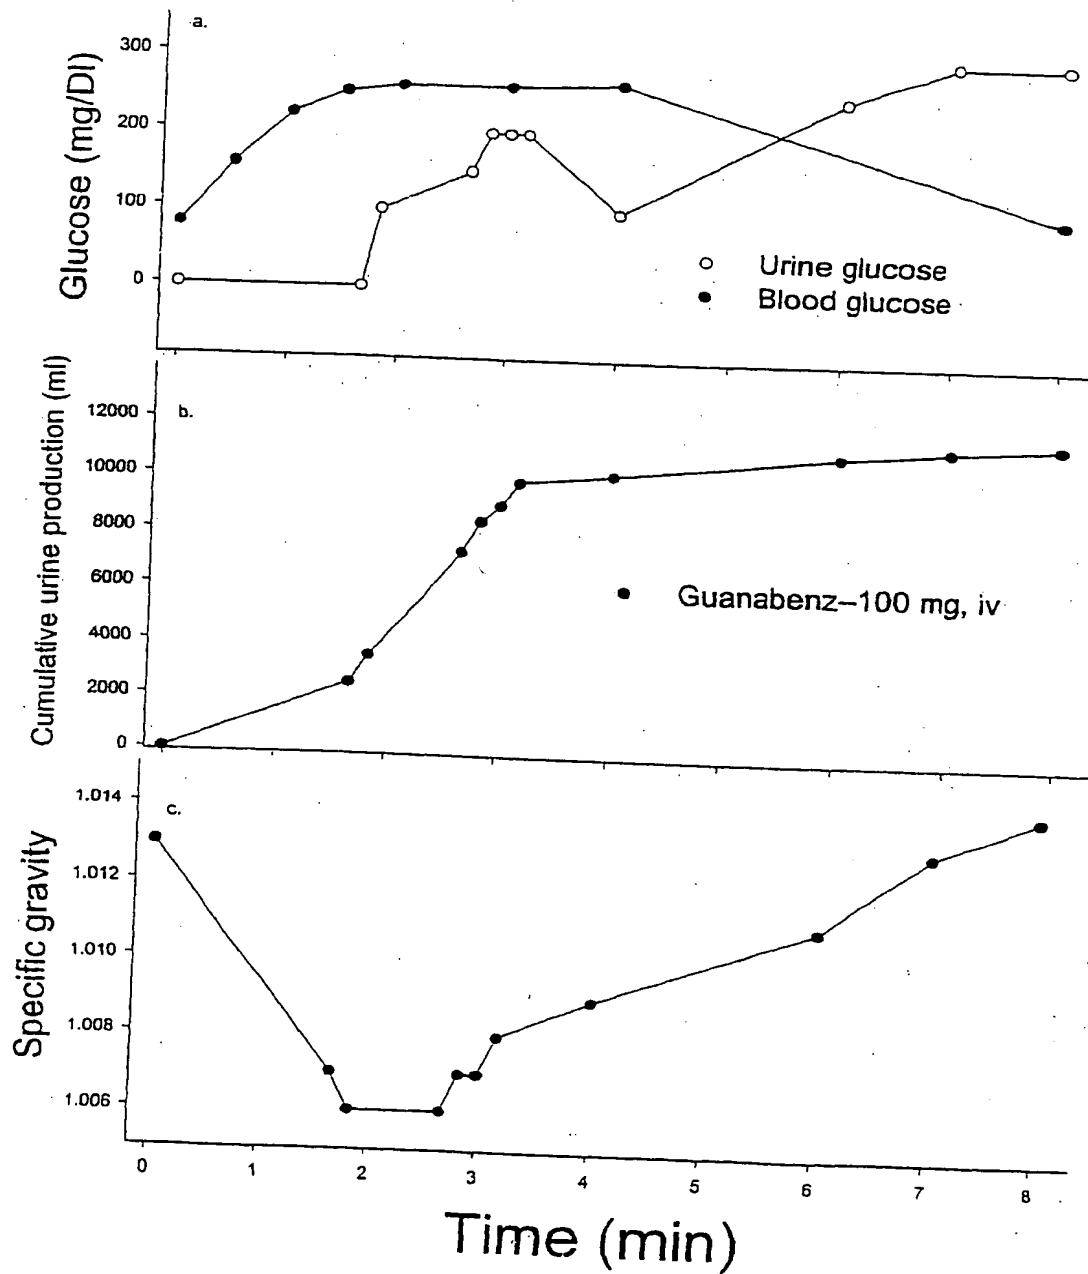 a.
Glucose (mg/Dl)
300
200
100
0
Urine glucose
Blood glucose
b.
Cumulative urine production (ml)
12000
10000
8000
6000
4000
2000
0
Guanabenz–100 mg, iv
c.
Specific gravity
1.014
1.012
1.010
1.008
1.006
0 1 2 3 4 5 6 7 8
Time (min)